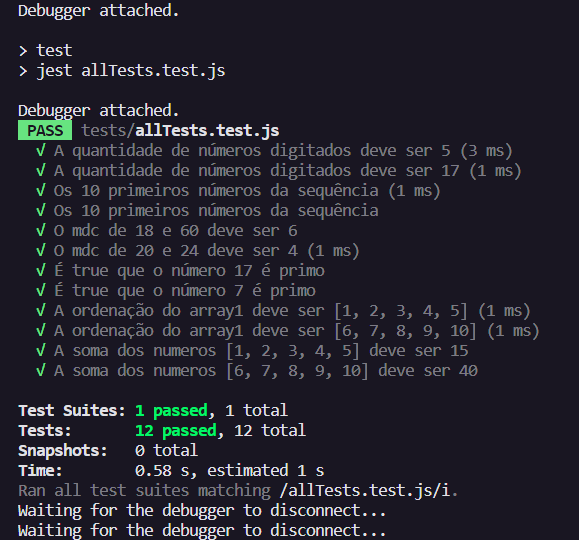 Debugger attached.
> test
> jest allTests.test.js
Debugger attached.
PASS tests/allTests.test.js
√ A quantidade de números digitados deve ser 5 (3 ms)
√ A quantidade de números digitados deve ser 17 (1 ms)
√ Os 10 primeiros números da sequência (1 ms)
√ Os 10 primeiros números da sequência
√ O mdc de 18 e 60 deve ser 6
√ O mdc de 20 e 24 deve ser 4 (1 ms)
√ É true que o número 17 é primo
√ É true que o número 7 é primo
√ A ordenação do array1 deve ser [1, 2, 3, 4, 5] (1 ms)
√ A ordenação do array1 deve ser [6, 7, 8, 9, 10] (1 ms)
√ A soma dos numeros [1, 2, 3, 4, 5] deve ser 15
√ A soma dos numeros [6, 7, 8, 9, 10] deve ser 40
Test Suites: 1 passed, 1 total
Tests: 12 passed, 12 total
Snapshots: 0 total
Time: 0.58 s, estimated 1 s
Ran all test suites matching /allTests.test.js/i.
Waiting for the debugger to disconnect...
Waiting for the debugger to disconnect...